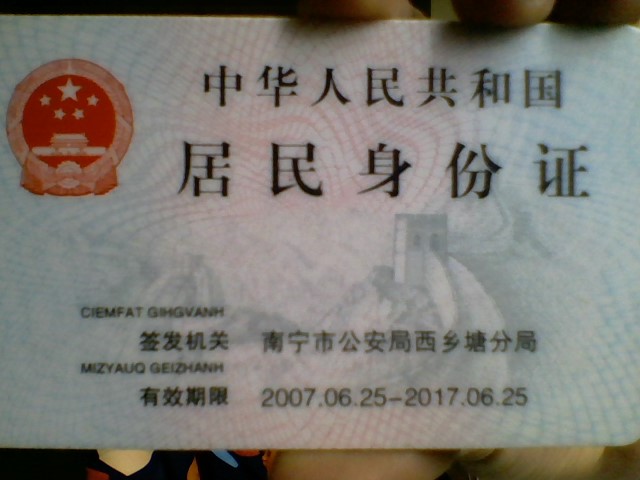 中华人民共和国
居民身份证
CIEMFAT GIHGVANH
签发机关 南宁市公安局西乡塘分局
MIZYAUQ GEIZHANH
有效期限 2007.06.25-2017.06.25